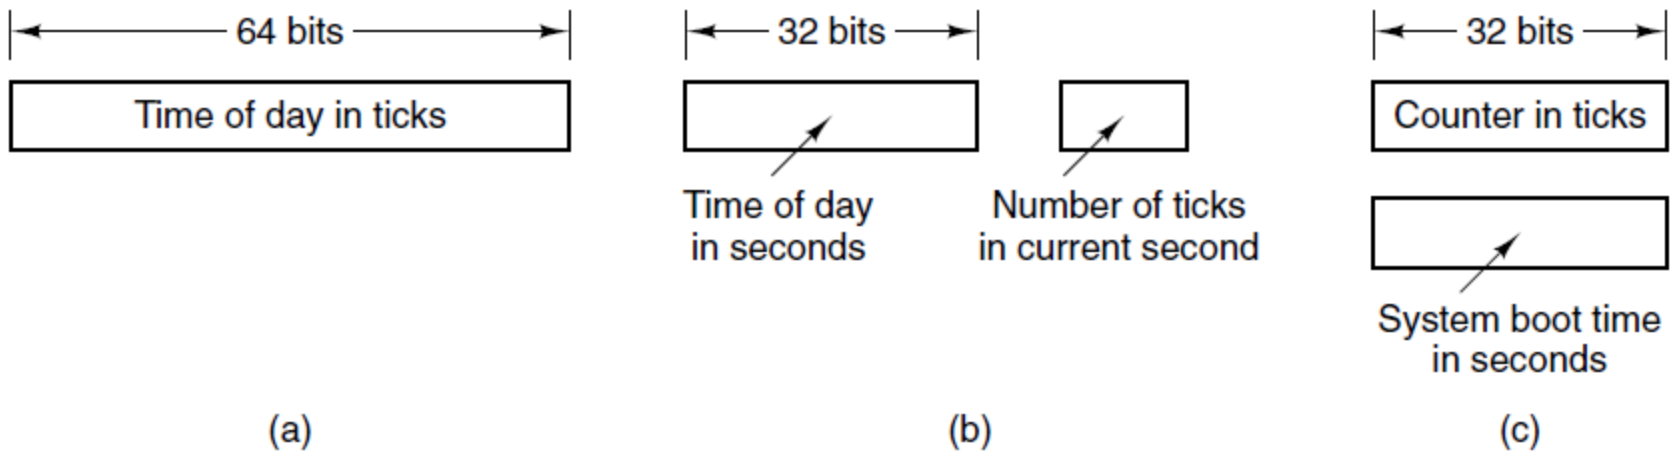 64 bits
Time of day in ticks
(a)
32 bits
Time of day
in seconds
Number of ticks
in current second
(b)
32 bits
Counter in ticks
System boot time
in seconds
(c)